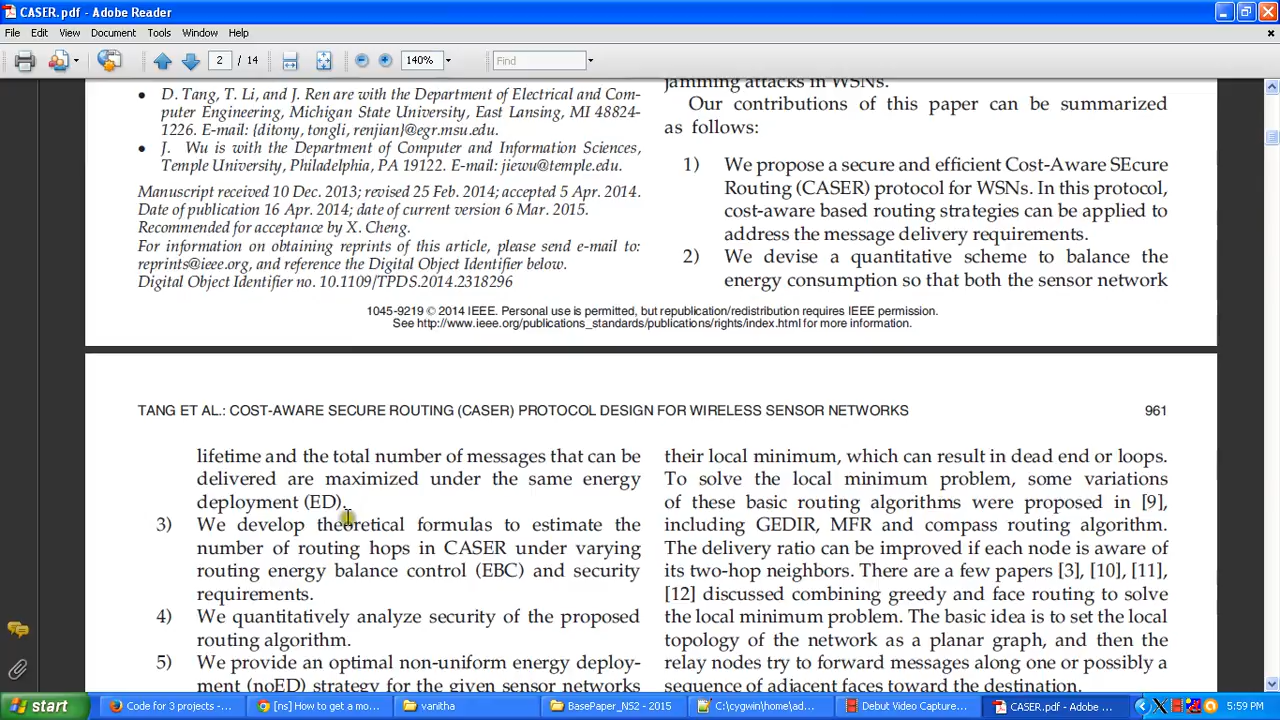 CASER.pdf - Adobe Reader
File Edit View Document Tools Window Help
2 / 14 140% Find
D. Tang, T. Li, and J. Ren are with the Department of Electrical and Com-
puter Engineering, Michigan State University, East Lansing, MI 48824-
1226. E-mail: {ditony, tongli, renjian}@egr.msu.edu.
J. Wu is with the Department of Computer and Information Sciences,
Temple University, Philadelphia, PA 19122. E-mail: jiewu@temple.edu.
Manuscript received 10 Dec. 2013; revised 25 Feb. 2014; accepted 5 Apr. 2014.
Date of publication 16 Apr. 2014; date of current version 6 Mar. 2015.
Recommended for acceptance by X. Cheng.
For information on obtaining reprints of this article, please send e-mail to:
reprints@ieee.org, and reference the Digital Object Identifier below.
Digital Object Identifier no. 10.1109/TPDS.2014.2318296
jamming attacks in WSNs.
Our contributions of this paper can be summarized
as follows:
1) We propose a secure and efficient Cost-Aware SEcure
Routing (CASER) protocol for WSNs. In this protocol,
cost-aware based routing strategies can be applied to
address the message delivery requirements.
2) We devise a quantitative scheme to balance the
energy consumption so that both the sensor network
1045-9219 © 2014 IEEE. Personal use is permitted, but republication/redistribution requires IEEE permission.
See http://www.ieee.org/publications_standards/publications/rights/index.html for more information.
TANG ET AL.: COST-AWARE SECURE ROUTING (CASER) PROTOCOL DESIGN FOR WIRELESS SENSOR NETWORKS 961
lifetime and the total number of messages that can be
delivered are maximized under the same energy
deployment (ED).
3) We develop theoretical formulas to estimate the
number of routing hops in CASER under varying
routing energy balance control (EBC) and security
requirements.
4) We quantitatively analyze security of the proposed
routing algorithm.
5) We provide an optimal non-uniform energy deploy-
ment (noED) strategy for the given sensor networks
their local minimum, which can result in dead end or loops.
To solve the local minimum problem, some variations
of these basic routing algorithms were proposed in [9],
including GEDIR, MFR and compass routing algorithm.
The delivery ratio can be improved if each node is aware of
its two-hop neighbors. There are a few papers [3], [10], [11],
[12] discussed combining greedy and face routing to solve
the local minimum problem. The basic idea is to set the local
topology of the network as a planar graph, and then the
relay nodes try to forward messages along one or possibly a
sequence of adjacent faces toward the destination.
start Code for 3 projects - ... [ns] How to get a mo... vanitha BasePaper_NS2 - 2015 C:\cygwin\home\ad... Debut Video Capture... CASER.pdf - Adobe ... 5:59 PM